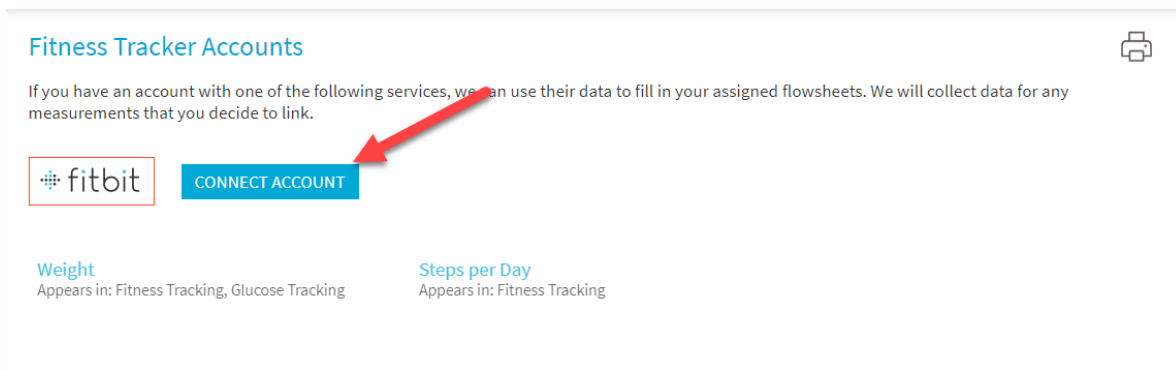 Fitness Tracker Accounts
If you have an account with one of the following services, we can use their data to fill in your assigned flowsheets. We will collect data for any
measurements that you decide to link.
fitbit CONNECT ACCOUNT
Weight Steps per Day
Appears in: Fitness Tracking, Glucose Tracking Appears in: Fitness Tracking